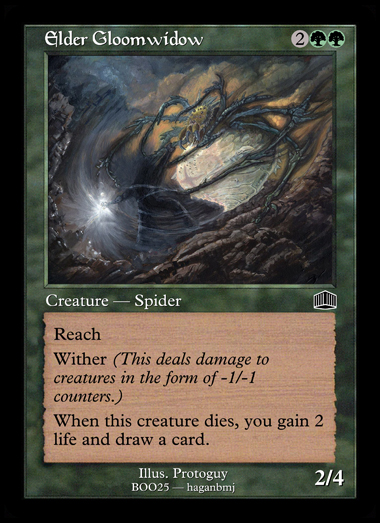 Elder Gloomwidow 2
Creature — Spider
Reach
Wither (This deals damage to
creatures in the form of -1/-1
counters.)
When this creature dies, you gain 2
life and draw a card.
Illus. Protoguy
BOO25 — haganbmj
2/4